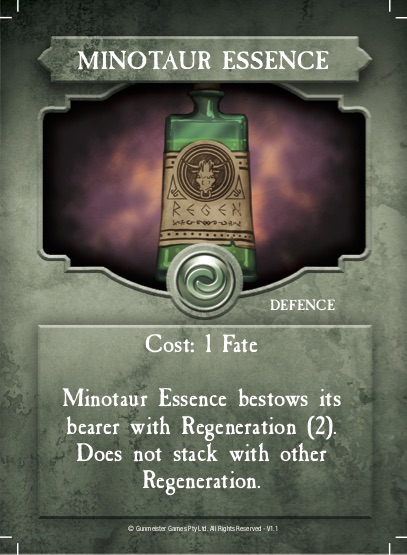 MINOTAUR ESSENCE
REGEN
DEFENCE
Cost: 1 Fate
Minotaur Essence bestows its
bearer with Regeneration (2).
Does not stack with other
Regeneration.
© Gunmeister Games Pty Ltd. All Rights Reserved - V1.1